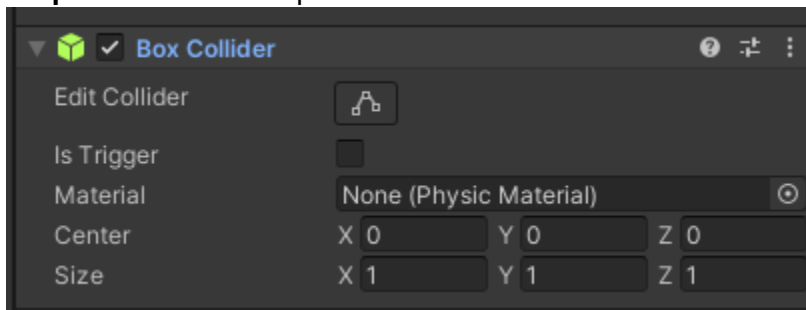 Box Collider
Edit Collider
Is Trigger
Material None (Physic Material)
Center X 0 Y 0 Z 0
Size X 1 Y 1 Z 1